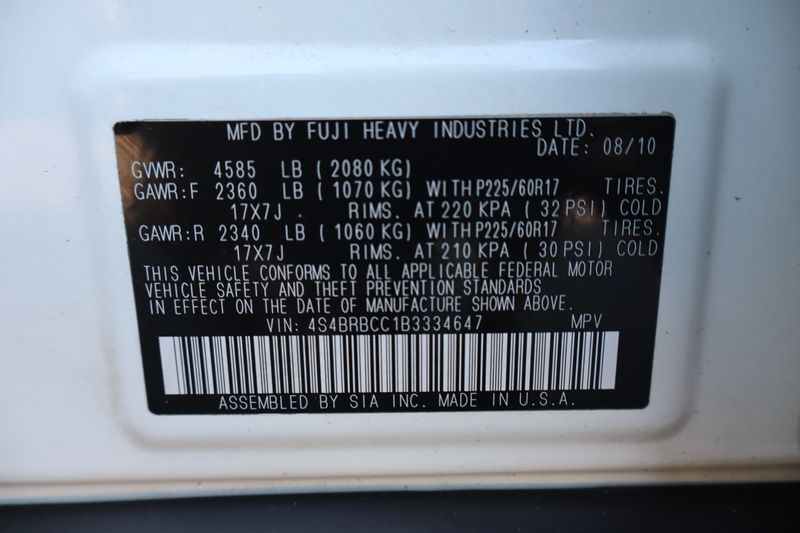 MFD BY FUJI HEAVY INDUSTRIES LTD.
DATE: 08/10
GVWR: 4585 LB ( 2080 KG )
GAWR:F 2360 LB ( 1070 KG ) WITH P225/60R17 TIRES.
17X7J . RIMS. AT 220 KPA ( 32 PSI ) COLD
GAWR:R 2340 LB ( 1060 KG ) WITH P225/60R17 TIRES.
17X7J RIMS. AT 210 KPA ( 30 PSI ) COLD
THIS VEHICLE CONFORMS TO ALL APPLICABLE FEDERAL MOTOR
VEHICLE SAFETY AND THEFT PREVENTION STANDARDS
IN EFFECT ON THE DATE OF MANUFACTURE SHOWN ABOVE.
VIN: 4S4BRBCC1B3334647 MPV
ASSEMBLED BY SIA INC. MADE IN U.S.A.